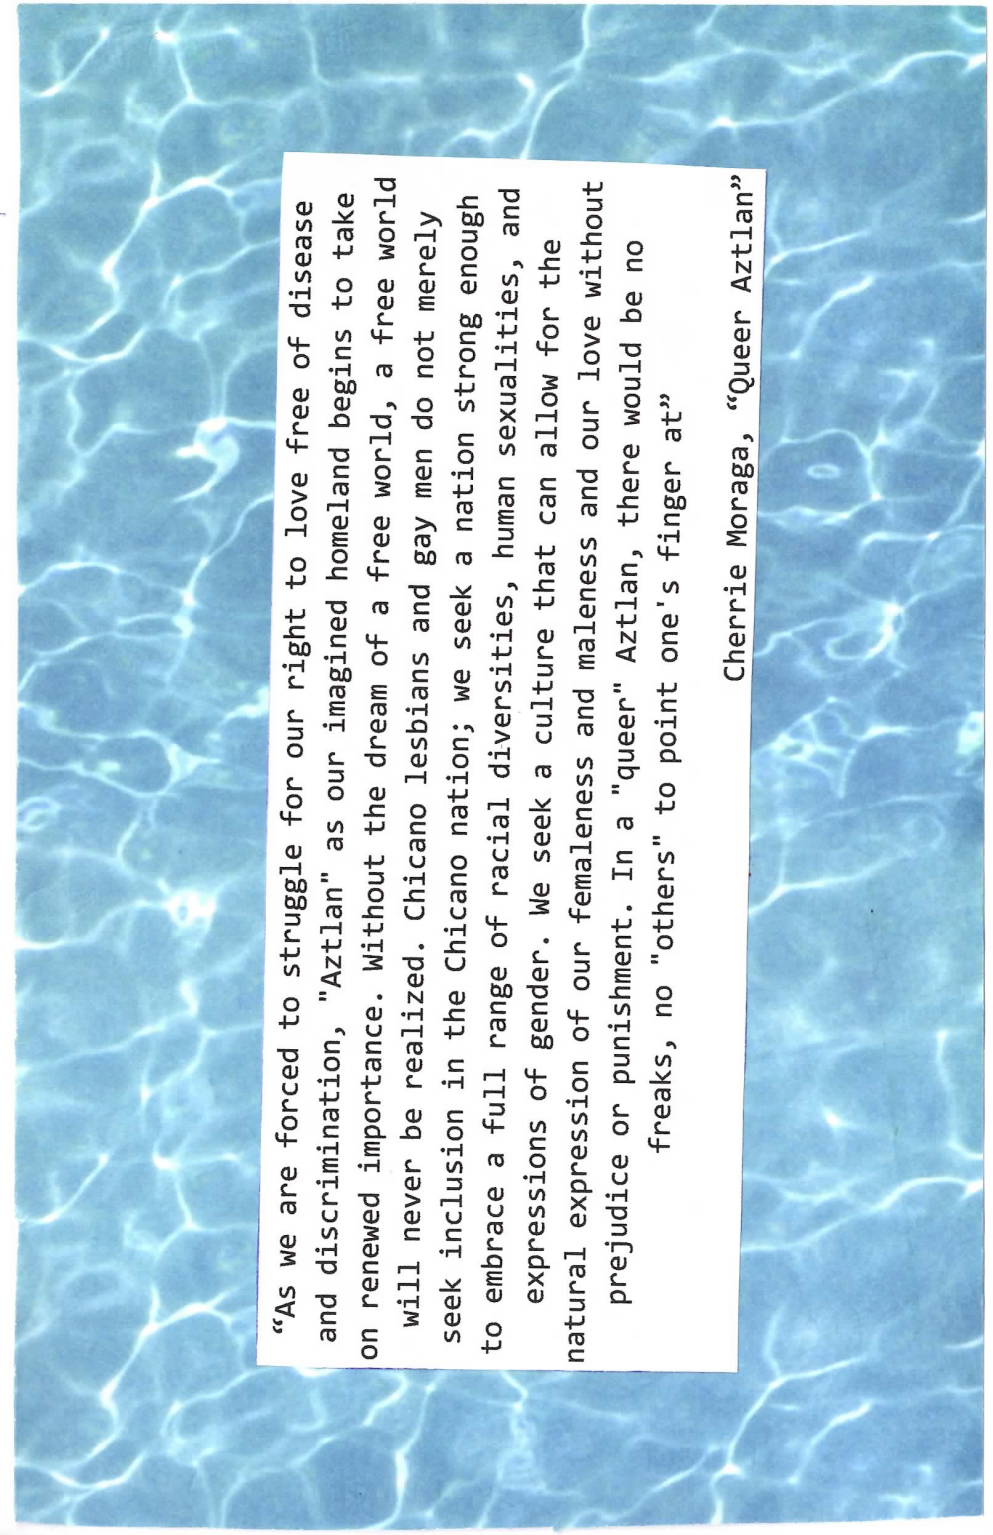 “As we are forced to struggle for our right to love free of disease
and discrimination, "Aztlan" as our imagined homeland begins to take
on renewed importance. Without the dream of a free world, a free world
will never be realized. Chicano lesbians and gay men do not merely
seek inclusion in the Chicano nation; we seek a nation strong enough
to embrace a full range of racial diversities, human sexualities, and
expressions of gender. We seek a culture that can allow for the
natural expression of our femaleness and maleness and our love without
prejudice or punishment. In a "queer" Aztlan, there would be no
freaks, no "others" to point one's finger at”
Cherrie Moraga, “Queer Aztlan”